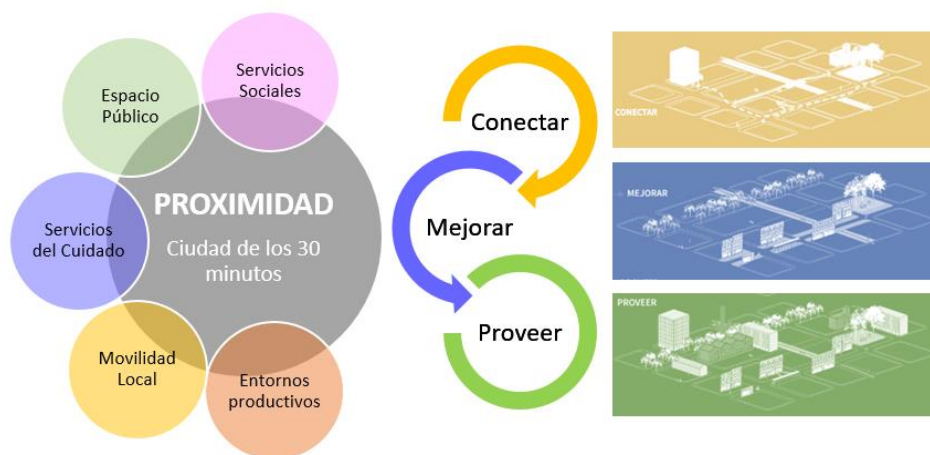 Servicios
Sociales
Espacio
Público
PROXIMIDAD
Ciudad de los 30
minutos
Servicios
del Cuidado
Movilidad
Local
Entornos
productivos
Conectar
Mejorar
Proveer
CONECTAR
MEJORAR
PROVEER